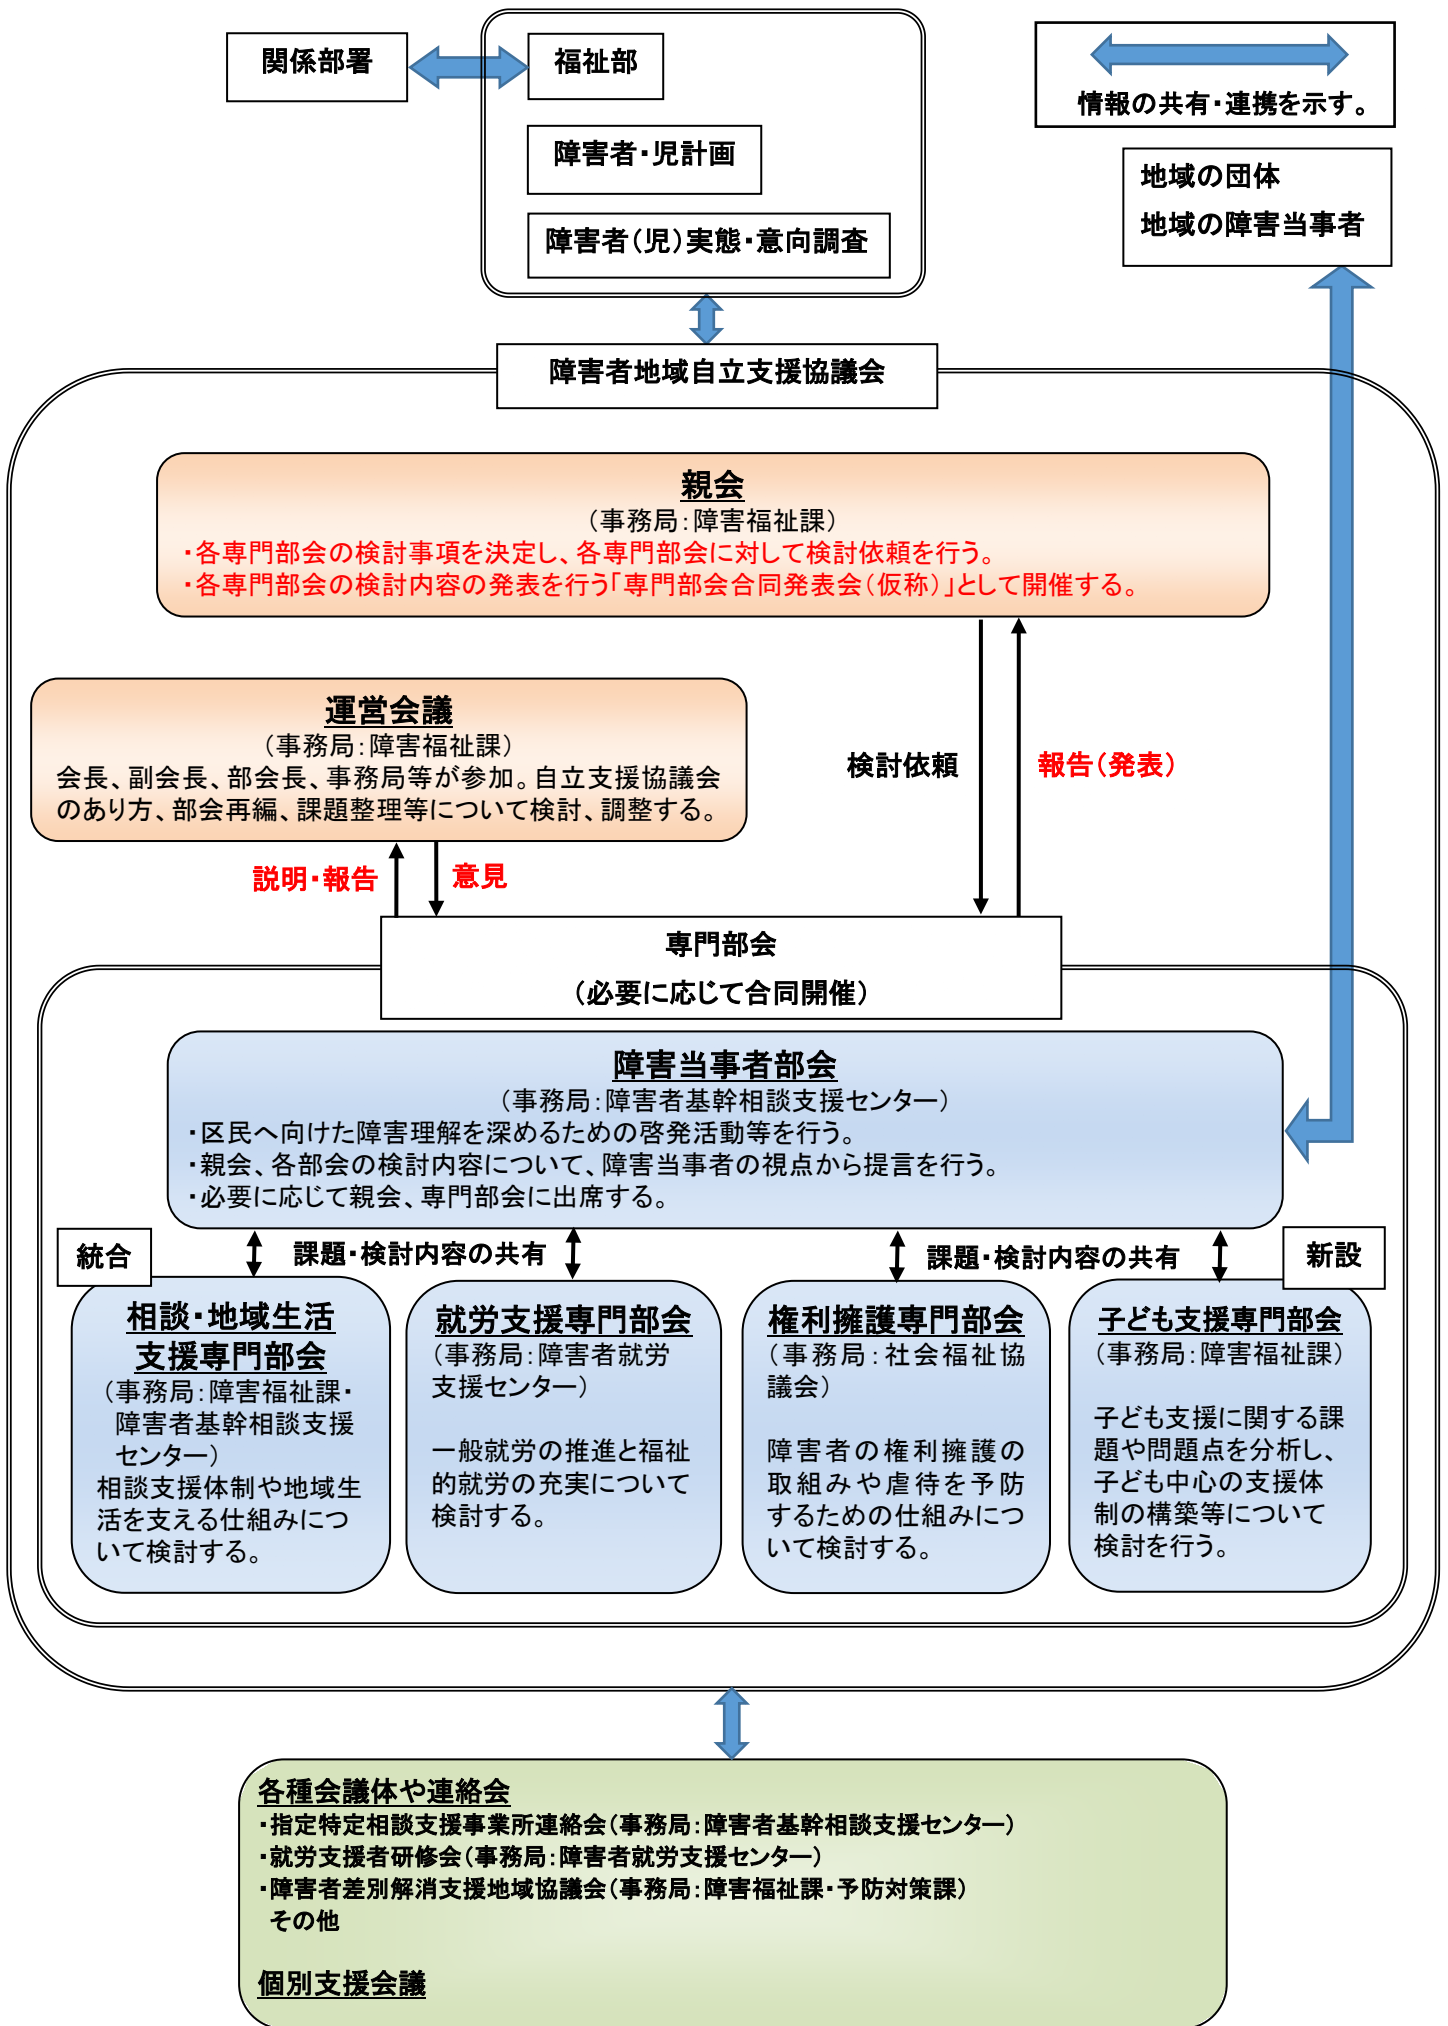 関係部署
福祉部
障害者・児計画
障害者（児）実態・意向調査
情報の共有・連携を示す。
地域の団体
地域の障害当事者
障害者地域自立支援協議会
親会
（事務局：障害福祉課）
・各専門部会の検討事項を決定し、各専門部会に対して検討依頼を行う。
・各専門部会の検討内容の発表を行う「専門部会合同発表会（仮称）」として開催する。
運営会議
（事務局：障害福祉課）
会長、副会長、部会長、事務局等が参加。自立支援協議会
のあり方、部会再編、課題整理等について検討、調整する。
検討依頼
報告（発表）
説明・報告
意見
専門部会
（必要に応じて合同開催）
障害当事者部会
（事務局：障害者基幹相談支援センター）
・区民へ向けた障害理解を深めるための啓発活動等を行う。
・親会、各部会の検討内容について、障害当事者の視点から提言を行う。
・必要に応じて親会、専門部会に出席する。
統合
課題・検討内容の共有
課題・検討内容の共有
新設
相談・地域生活
支援専門部会
（事務局：障害福祉課・
障害者基幹相談支援
センター）
相談支援体制や地域生
活を支える仕組みにつ
いて検討する。
就労支援専門部会
（事務局：障害者就労
支援センター）
一般就労の推進と福祉
的就労の充実について
検討する。
権利擁護専門部会
（事務局：社会福祉協
議会）
障害者の権利擁護の
取組みや虐待を予防
するための仕組みにつ
いて検討する。
子ども支援専門部会
（事務局：障害福祉課）
子ども支援に関する課
題や問題点を分析し、
子ども中心の支援体
制の構築等について
検討を行う。
各種会議体や連絡会
・指定特定相談支援事業所連絡会（事務局：障害者基幹相談支援センター）
・就労支援者研修会（事務局：障害者就労支援センター）
・障害者差別解消支援地域協議会（事務局：障害福祉課・予防対策課）
その他
個別支援会議